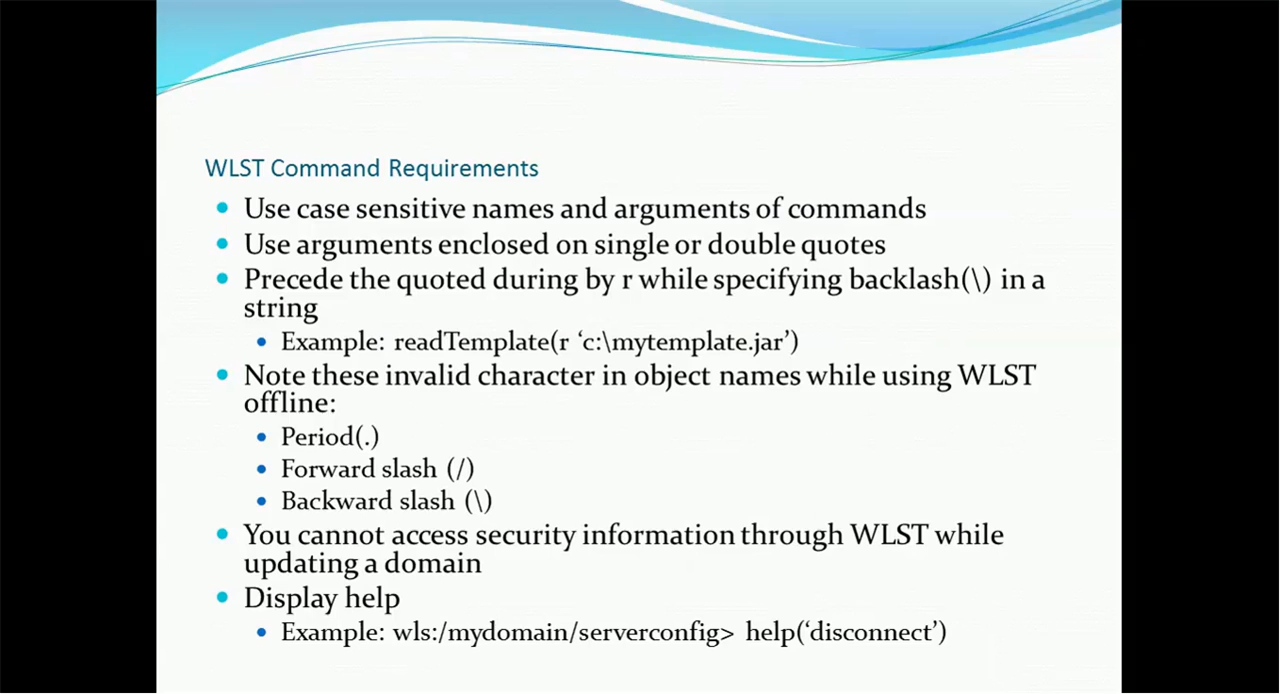 WLST Command Requirements
• Use case sensitive names and arguments of commands
• Use arguments enclosed on single or double quotes
• Precede the quoted during by r while specifying backlash(\) in a
string
• Example: readTemplate(r ‘c:\mytemplate.jar’)
• Note these invalid character in object names while using WLST
offline:
• Period(.)
• Forward slash (/)
• Backward slash (\)
• You cannot access security information through WLST while
updating a domain
• Display help
• Example: wls:/mydomain/serverconfig> help(‘disconnect’)